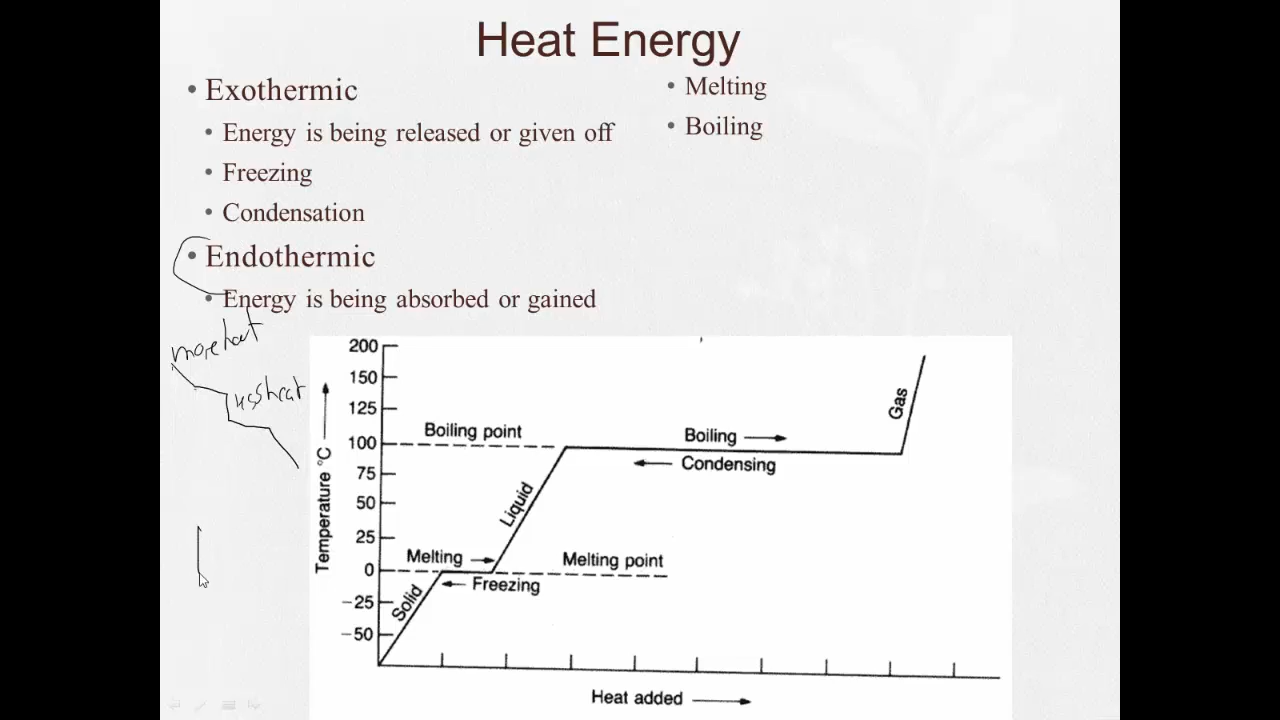 Heat Energy
• Exothermic
• Energy is being released or given off
• Freezing
• Condensation
• Endothermic
• Energy is being absorbed or gained
• Melting
• Boiling
more heat
less heat
200
150
125
100
75
50
25
0
-25
-50
Temperature °C
Boiling point
Boiling
Condensing
Gas
Liquid
Melting
Melting point
Freezing
Solid
Heat added